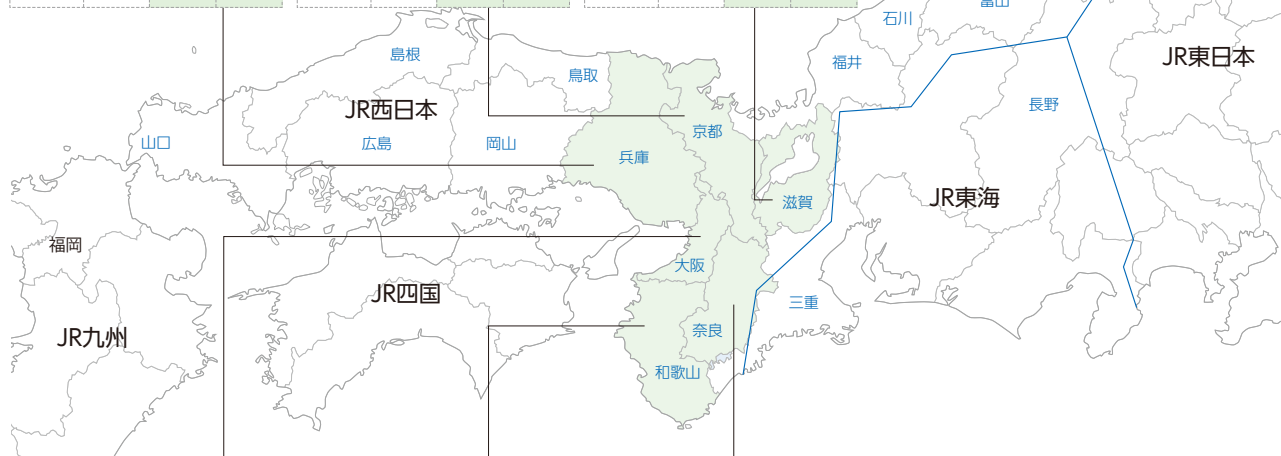 富山
石川
島根
JR東日本
福井
鳥取
長野
JR西日本
京都
山口
広島
岡山
兵庫
JR東海
滋賀
福岡
大阪
JR四国
三重
奈良
JR九州
和歌山